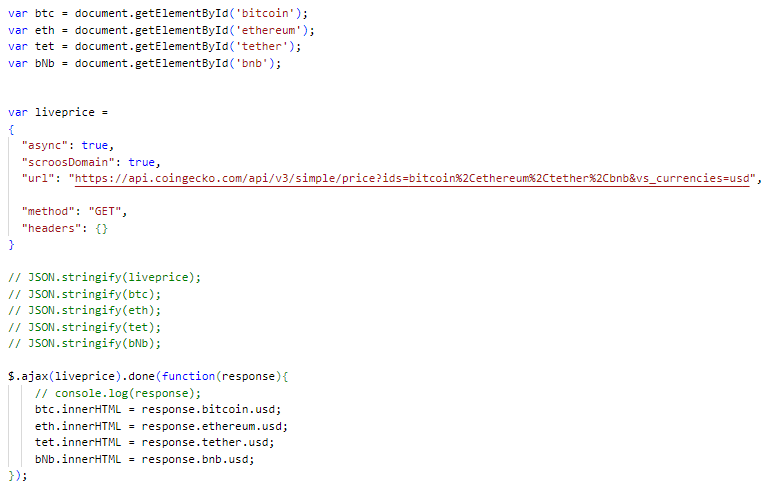 var btc = document.getElementById('bitcoin');
var eth = document.getElementById('ethereum');
var tet = document.getElementById('tether');
var bNb = document.getElementById('bnb');
var liveprice =
{
"async": true,
"scroosDomain": true,
"url": "https://api.coingecko.com/api/v3/simple/price?ids=bitcoin%2Cethereum%2Ctether%2Cbnb&vs_currencies=usd",
"method": "GET",
"headers": {}
}
// JSON.stringify(liveprice);
// JSON.stringify(btc);
// JSON.stringify(eth);
// JSON.stringify(tet);
// JSON.stringify(bNb);
$.ajax(liveprice).done(function(response){
// console.log(response);
btc.innerHTML = response.bitcoin.usd;
eth.innerHTML = response.ethereum.usd;
tet.innerHTML = response.tether.usd;
bNb.innerHTML = response.bnb.usd;
});